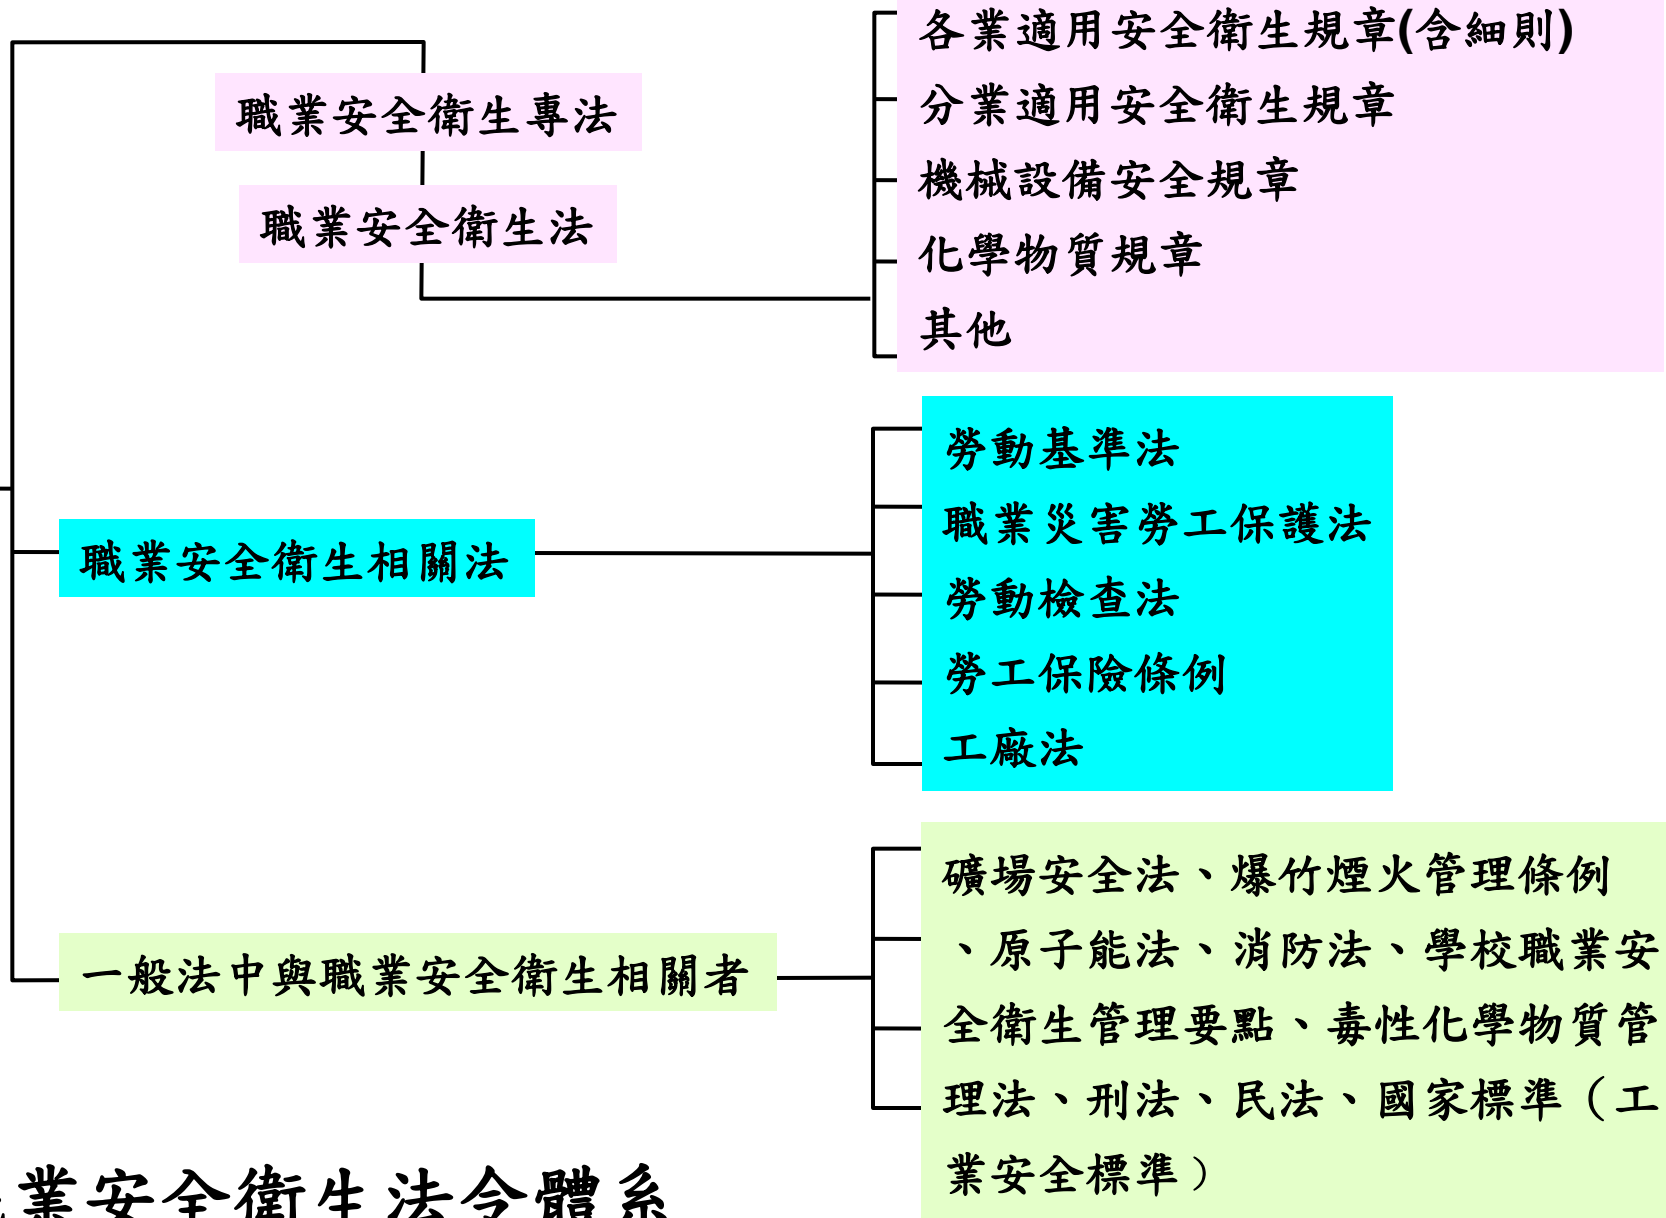 職業安全衛生專法
職業安全衛生法
各業適用安全衛生規章(含細則)
分業適用安全衛生規章
機械設備安全規章
化學物質規章
其他
職業安全衛生相關法
勞動基準法
職業災害勞工保護法
勞動檢查法
勞工保險條例
工廠法
一般法中與職業安全衛生相關者
礦場安全法、爆竹煙火管理條例
、原子能法、消防法、學校職業安
全衛生管理要點、毒性化學物質管
理法、刑法、民法、國家標準（工
業安全標準）
業安全衛生法令體系